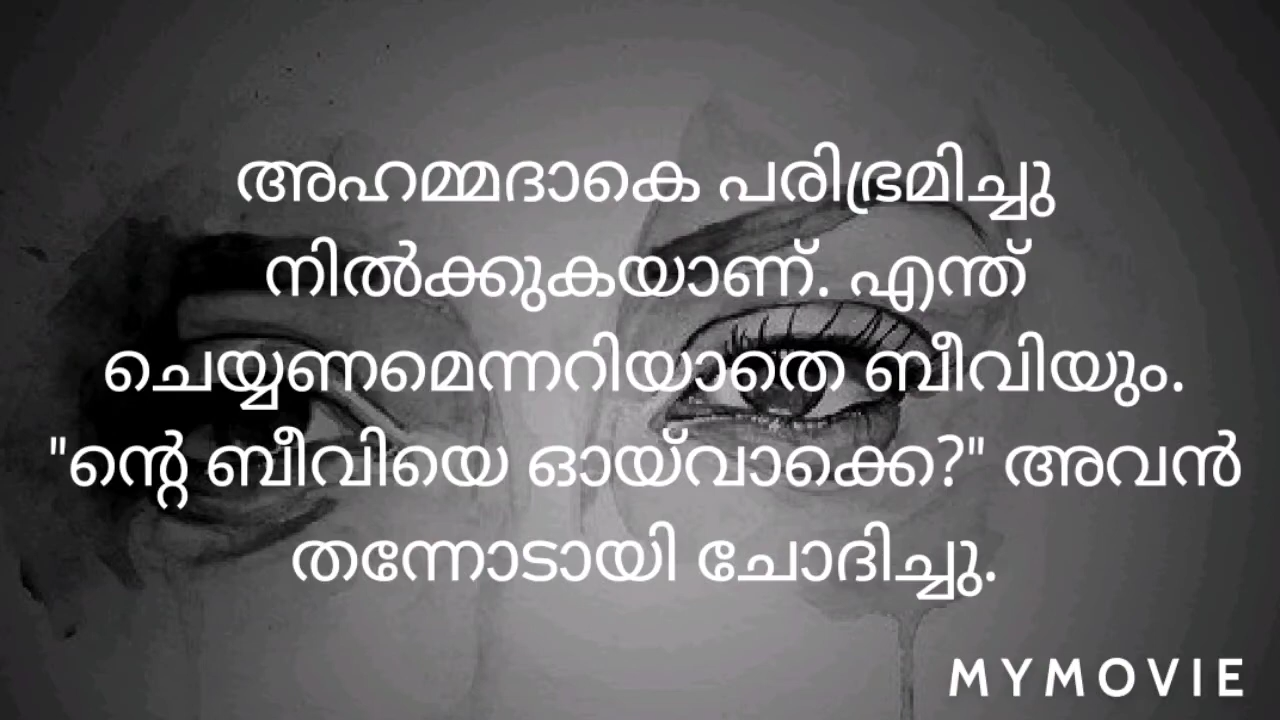 അഹമ്മദാകെ പരിഭ്രമിച്ചു
നിൽക്കുകയാണ്. എന്ത്
ചെയ്യണമെന്നറിയാതെ ബീവിയും.
"ന്റെ ബീവിയെ ഓയ്‌വാക്കെ?" അവൻ
തന്നോടായി ചോദിച്ചു.
MYMOVIE